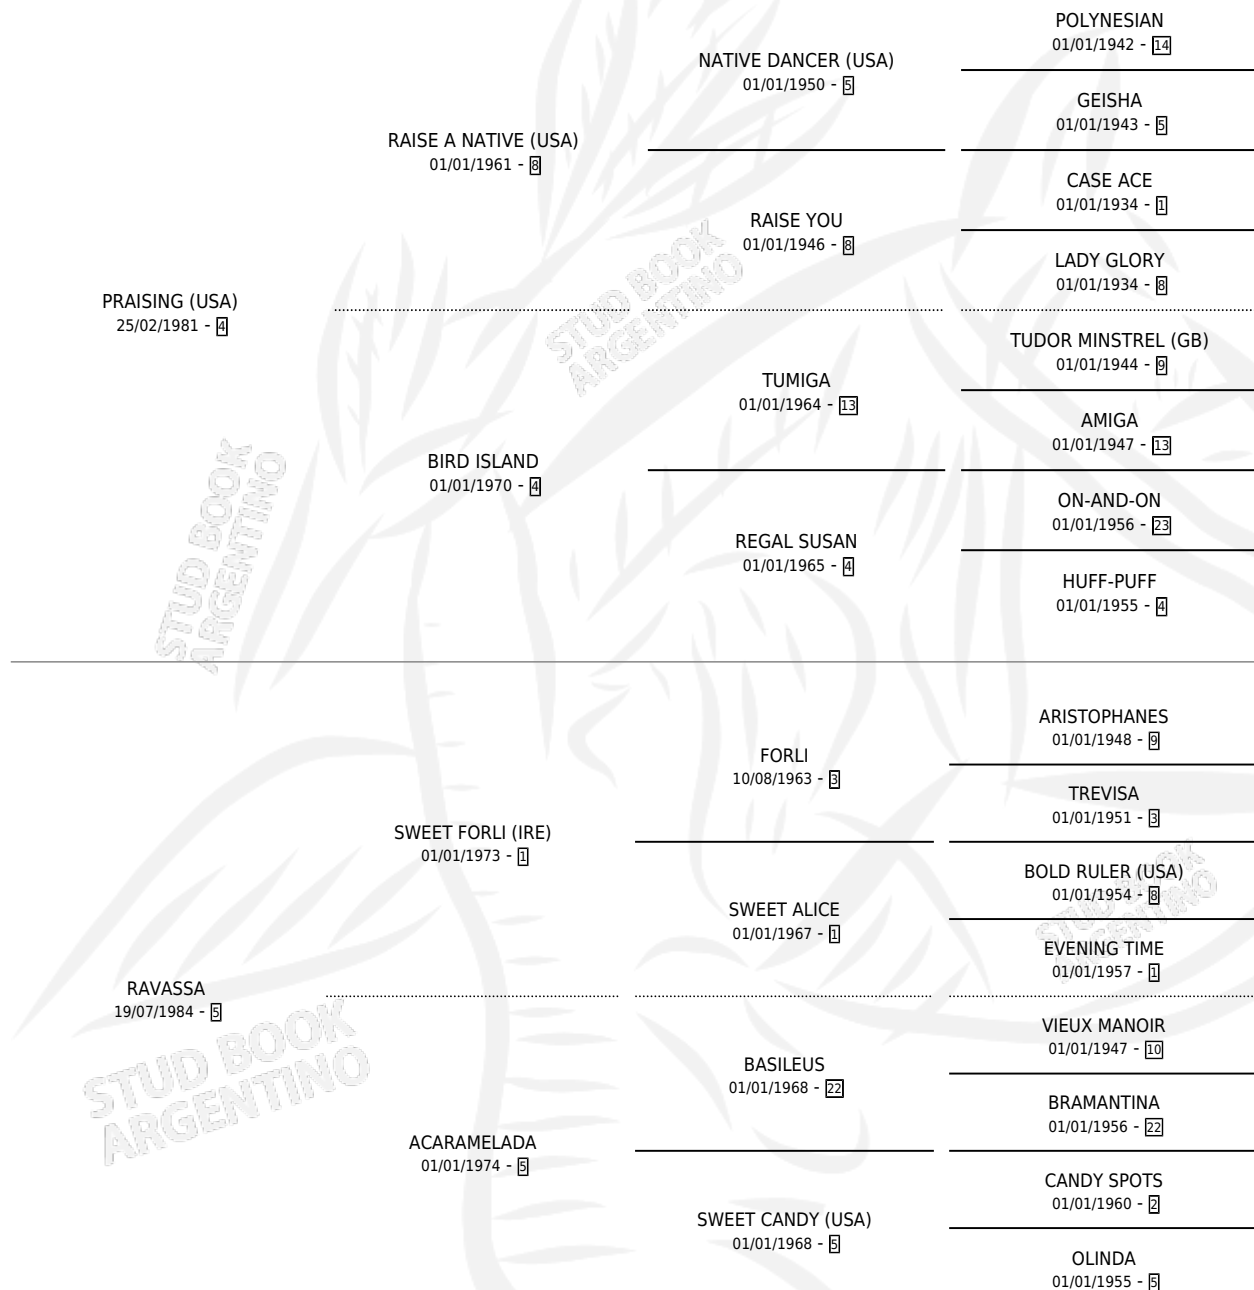 POLYNESIAN
01/01/1942 - 14
NATIVE DANCER (USA)
01/01/1950 - 5
GEISHA
01/01/1943 - 5
RAISE A NATIVE (USA)
01/01/1961 - 8
CASE ACE
01/01/1934 - 1
RAISE YOU
01/01/1946 - 8
LADY GLORY
01/01/1934 - 8
PRAISING (USA)
25/02/1981 - 4
TUDOR MINSTREL (GB)
01/01/1944 - 9
TUMIGA
01/01/1964 - 13
AMIGA
01/01/1947 - 13
BIRD ISLAND
01/01/1970 - 4
ON-AND-ON
01/01/1956 - 23
REGAL SUSAN
01/01/1965 - 4
HUFF-PUFF
01/01/1955 - 4
ARISTOPHANES
01/01/1948 - 9
FORLI
10/08/1963 - 3
TREVISA
01/01/1951 - 3
SWEET FORLI (IRE)
01/01/1973 - 1
BOLD RULER (USA)
01/01/1954 - 8
SWEET ALICE
01/01/1967 - 1
EVENING TIME
01/01/1957 - 1
RAVASSA
19/07/1984 - 5
VIEUX MANOIR
01/01/1947 - 10
BASILEUS
01/01/1968 - 22
BRAMANTINA
01/01/1956 - 22
ACARAMELADA
01/01/1974 - 5
CANDY SPOTS
01/01/1960 - 2
SWEET CANDY (USA)
01/01/1968 - 5
OLINDA
01/01/1955 - 5
STUD BOOK
ARGENTINO
STUD BOOK
ARGENTINO
STUD BOOK
ARGENTINO
STUD BOOK
ARGENTINO